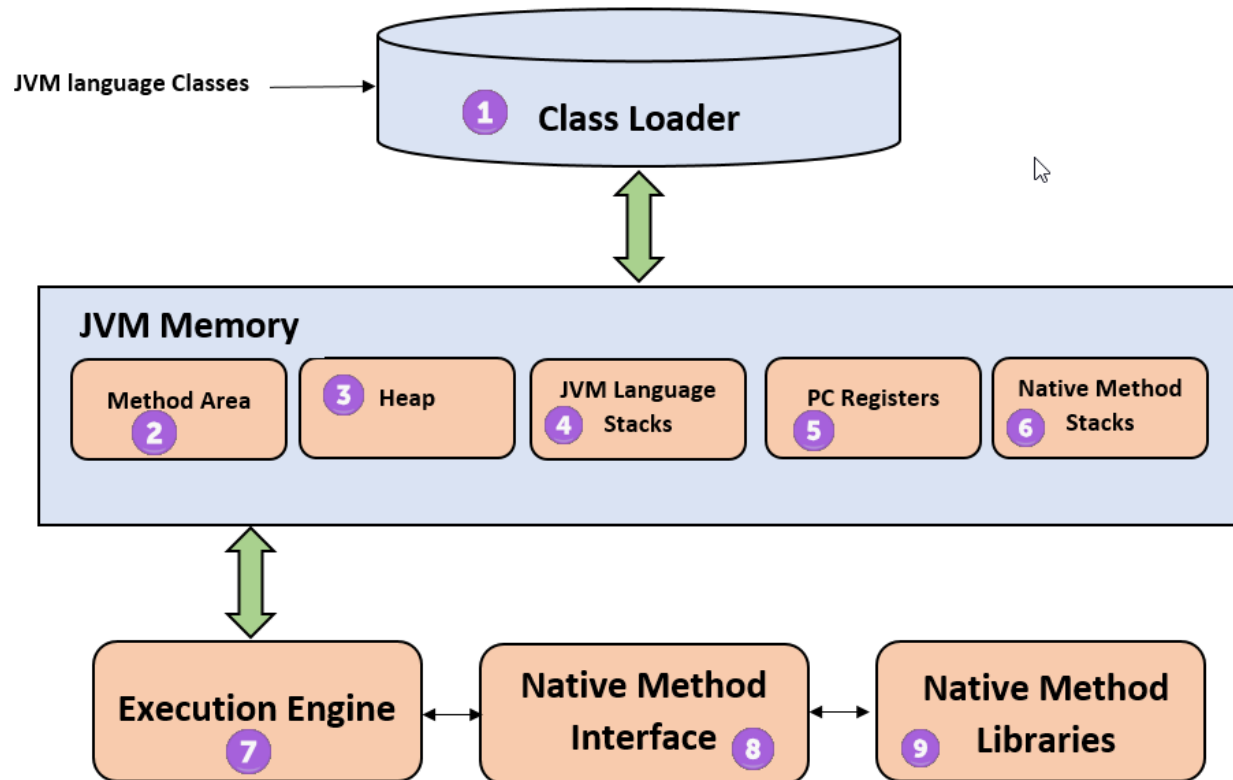 JVM language Classes
1 Class Loader
JVM Memory
Method Area
2
3 Heap
JVM Language
4 Stacks
PC Registers
5
Native Method
6 Stacks
Execution Engine
7
Native Method
Interface 8
Native Method
9 Libraries